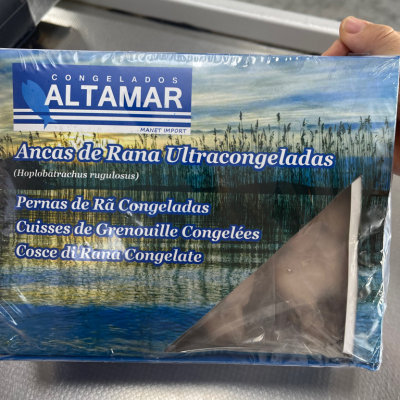 CONGELADOS
ALTAMAR
MANET IMPORT
Ancas de Rana Ultracongeladas
(Hoplobatrachus rugulosus)
Pernas de Rã Congeladas
Cuisses de Grenouille Congelées
Cosce di Rana Congelate